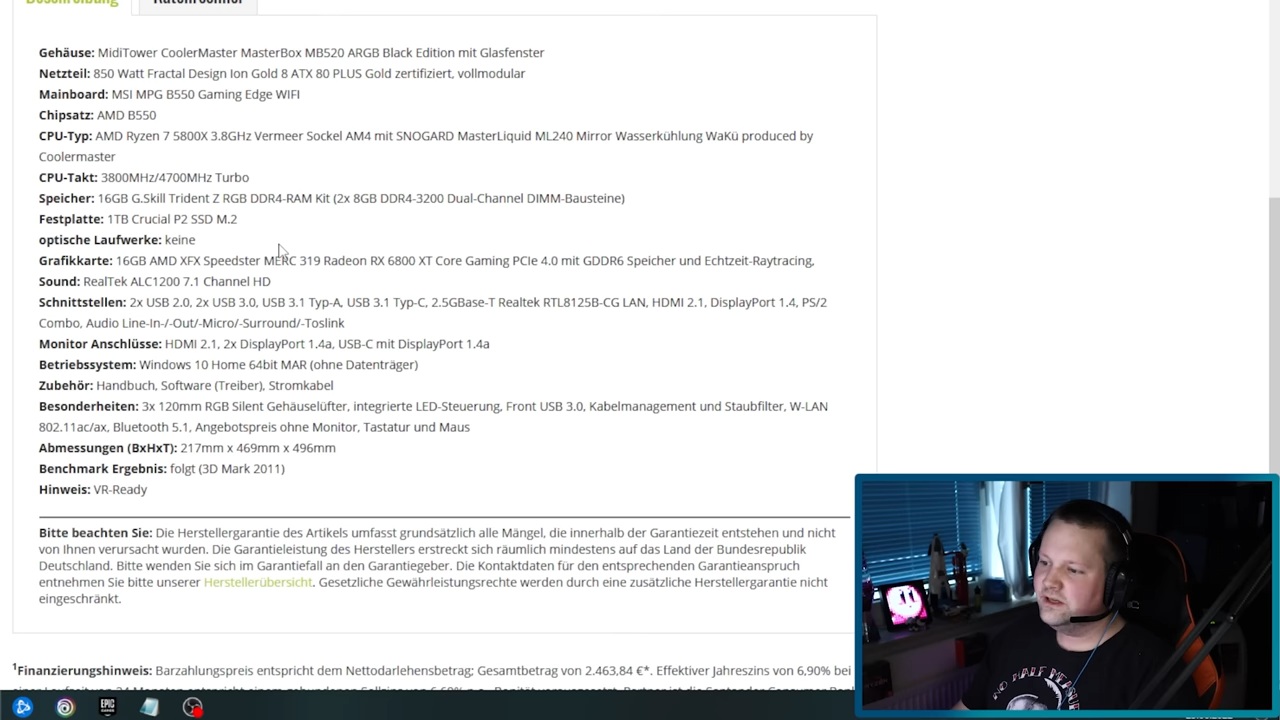 Beschreibung Ratenrechner
Gehäuse: MidiTower CoolerMaster MasterBox MB520 ARGB Black Edition mit Glasfenster
Netzteil: 850 Watt Fractal Design Ion Gold 8 ATX 80 PLUS Gold zertifiziert, vollmodular
Mainboard: MSI MPG B550 Gaming Edge WIFI
Chipsatz: AMD B550
CPU-Typ: AMD Ryzen 7 5800X 3.8GHz Vermeer Sockel AM4 mit SNOGARD MasterLiquid ML240 Mirror Wasserkühlung WaKü produced by
Coolermaster
CPU-Takt: 3800MHz/4700MHz Turbo
Speicher: 16GB G.Skill Trident Z RGB DDR4-RAM Kit (2x 8GB DDR4-3200 Dual-Channel DIMM-Bausteine)
Festplatte: 1TB Crucial P2 SSD M.2
optische Laufwerke: keine
Grafikkarte: 16GB AMD XFX Speedster MERC 319 Radeon RX 6800 XT Core Gaming PCIe 4.0 mit GDDR6 Speicher und Echtzeit-Raytracing,
Sound: RealTek ALC1200 7.1 Channel HD
Schnittstellen: 2x USB 2.0, 2x USB 3.0, USB 3.1 Typ-A, USB 3.1 Typ-C, 2.5GBase-T Realtek RTL8125B-CG LAN, HDMI 2.1, DisplayPort 1.4, PS/2
Combo, Audio Line-In-/-Out/-Micro/-Surround/-Toslink
Monitor Anschlüsse: HDMI 2.1, 2x DisplayPort 1.4a, USB-C mit DisplayPort 1.4a
Betriebssystem: Windows 10 Home 64bit MAR (ohne Datenträger)
Zubehör: Handbuch, Software (Treiber), Stromkabel
Besonderheiten: 3x 120mm RGB Silent Gehäuselüfter, integrierte LED-Steuerung, Front USB 3.0, Kabelmanagement und Staubfilter, W-LAN
802.11ac/ax, Bluetooth 5.1, Angebotspreis ohne Monitor, Tastatur und Maus
Abmessungen (BxHxT): 217mm x 469mm x 496mm
Benchmark Ergebnis: folgt (3D Mark 2011)
Hinweis: VR-Ready
Bitte beachten Sie: Die Herstellergarantie des Artikels umfasst grundsätzlich alle Mängel, die innerhalb der Garantiezeit entstehen und nicht
von Ihnen verursacht wurden. Die Garantieleistung des Herstellers erstreckt sich räumlich mindestens auf das Land der Bundesrepublik
Deutschland. Bitte wenden Sie sich im Garantiefall an den Garantiegeber. Die Kontaktdaten für den entsprechenden Garantieanspruch
entnehmen Sie bitte unserer Herstellerübersicht. Gesetzliche Gewährleistungsrechte werden durch eine zusätzliche Herstellergarantie nicht
eingeschränkt.
¹Finanzierungshinweis: Barzahlungspreis entspricht dem Nettodarlehensbetrag; Gesamtbetrag von 2.463,84 €*. Effektiver Jahreszins von 6,90% bei
EPIC
NO HALF MEASURES